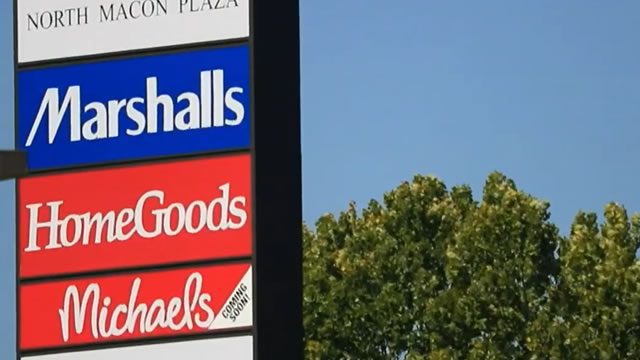 NORTH MACON PLAZA
Marshalls
HomeGoods
Michaels
COMING
SOON!